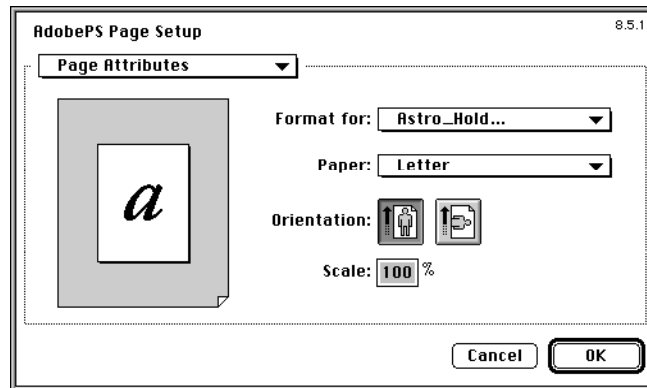 AdobePS Page Setup
8.5.1
Page Attributes
Format for: Astro_Hold...
a
Paper: Letter
Orientation:
Scale: 100 %
Cancel
OK